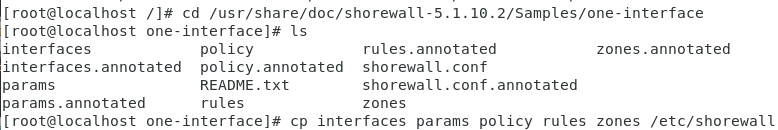 [root@localhost /]# cd /usr/share/doc/shorewall-5.1.10.2/Samples/one-interface
[root@localhost one-interface]# ls
interfaces policy rules.annotated zones.annotated
interfaces.annotated policy.annotated shorewall.conf
params README.txt shorewall.conf.annotated
params.annotated rules zones
[root@localhost one-interface]# cp interfaces params policy rules zones /etc/shorewall